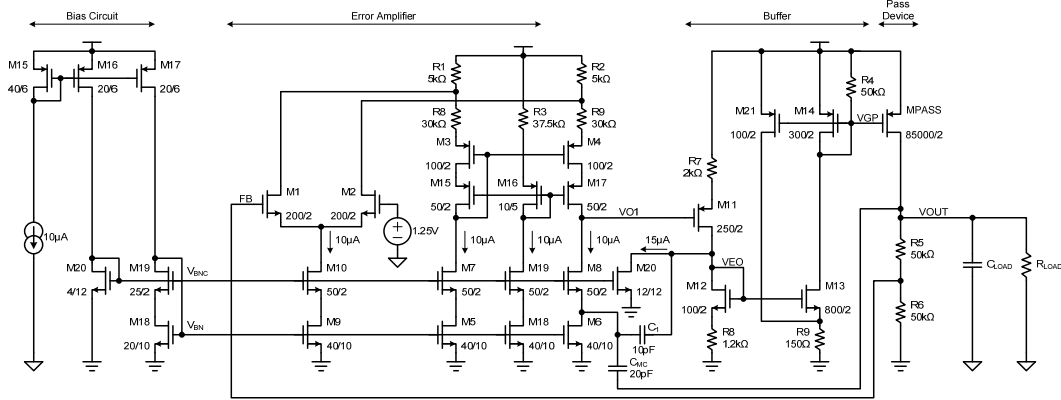 Bias Circuit
Error Amplifier
Buffer
Pass
Device
M15
40/6
M16
20/6
M17
20/6
10µA
M20
4/12
M19
25/2
M18
20/10
VBNC
VBN
FB
M1
200/2
M2
200/2
1.25V
10µA
M10
50/2
M9
40/10
R1
5kΩ
R2
5kΩ
R8
30kΩ
R3
37.5kΩ
R9
30kΩ
M3
100/2
M4
100/2
M15
50/2
M16
10/5
M17
50/2
10µA
10µA
10µA
M7
50/2
M19
50/2
M8
50/2
M5
40/10
M18
40/10
M6
40/10
15µA
M20
12/12
C1
10pF
CMC
20pF
VO1
R7
2kΩ
M11
250/2
VEO
M12
100/2
M13
800/2
R8
1.2kΩ
R9
150Ω
M21
100/2
M14
300/2
R4
50kΩ
VGP
MPASS
85000/2
VOUT
R5
50kΩ
R6
50kΩ
CLOAD
RLOAD